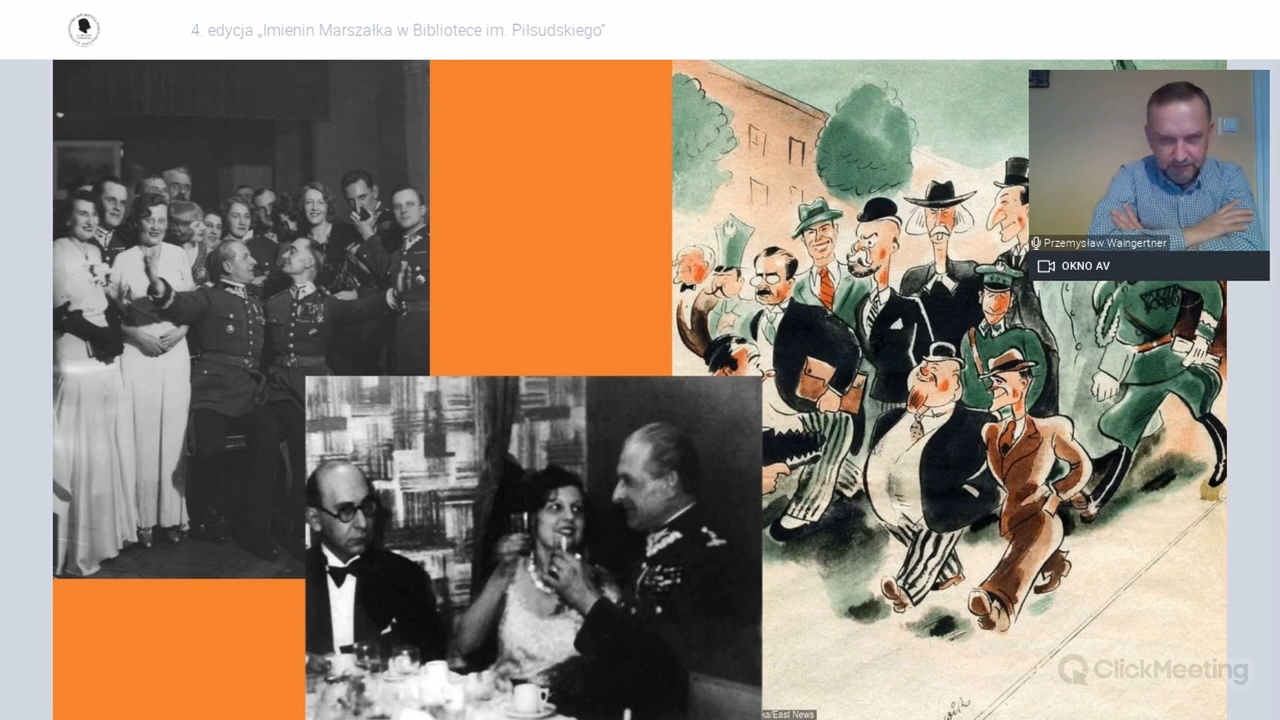 4. edycja „Imienin Marszałka w Bibliotece im. Piłsudskiego”
Przemysław Waingertner
OKNO AV
ClickMeeting
ka/East News